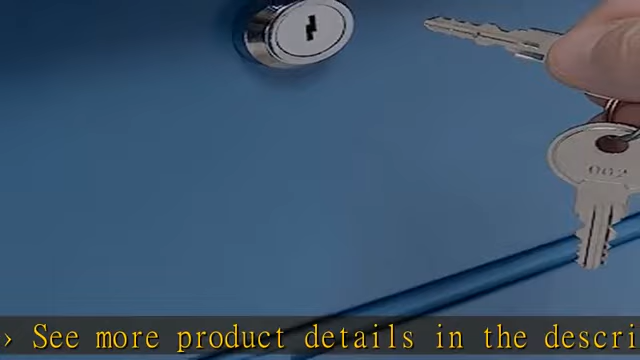 › See more product details in the descri